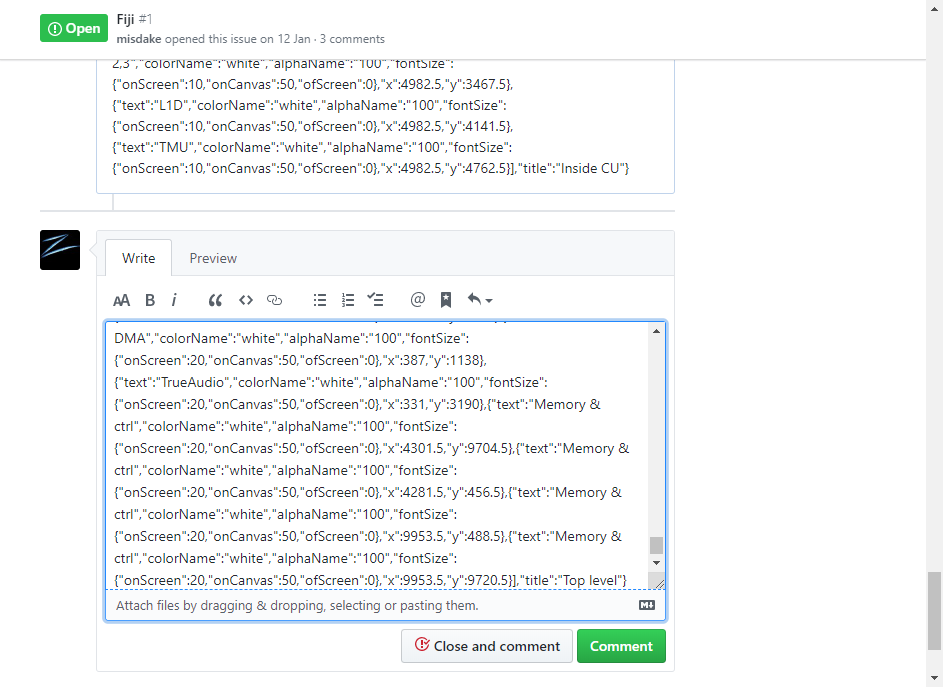 Open
Fiji #1
misdake opened this issue on 12 Jan · 3 comments
2,3","colorName":"white","alphaName":"100","fontSize":
{"onScreen":10,"onCanvas":50,"ofScreen":0},"x":4982.5,"y":3467.5},
{"text":"L1D","colorName":"white","alphaName":"100","fontSize":
{"onScreen":10,"onCanvas":50,"ofScreen":0},"x":4982.5,"y":4141.5},
{"text":"TMU","colorName":"white","alphaName":"100","fontSize":
{"onScreen":10,"onCanvas":50,"ofScreen":0},"x":4982.5,"y":4762.5}],"title":"Inside CU"}
Write
Preview
AA B i
@
DMA","colorName":"white","alphaName":"100","fontSize":
{"onScreen":20,"onCanvas":50,"ofScreen":0},"x":387,"y":1138},
{"text":"TrueAudio","colorName":"white","alphaName":"100","fontSize":
{"onScreen":20,"onCanvas":50,"ofScreen":0},"x":331,"y":3190},{"text":"Memory &
ctrl","colorName":"white","alphaName":"100","fontSize":
{"onScreen":20,"onCanvas":50,"ofScreen":0},"x":4301.5,"y":9704.5},{"text":"Memory &
ctrl","colorName":"white","alphaName":"100","fontSize":
{"onScreen":20,"onCanvas":50,"ofScreen":0},"x":4281.5,"y":456.5},{"text":"Memory &
ctrl","colorName":"white","alphaName":"100","fontSize":
{"onScreen":20,"onCanvas":50,"ofScreen":0},"x":9953.5,"y":488.5},{"text":"Memory &
ctrl","colorName":"white","alphaName":"100","fontSize":
{"onScreen":20,"onCanvas":50,"ofScreen":0},"x":9953.5,"y":9720.5}],"title":"Top level"}
Attach files by dragging & dropping, selecting or pasting them.
Close and comment
Comment